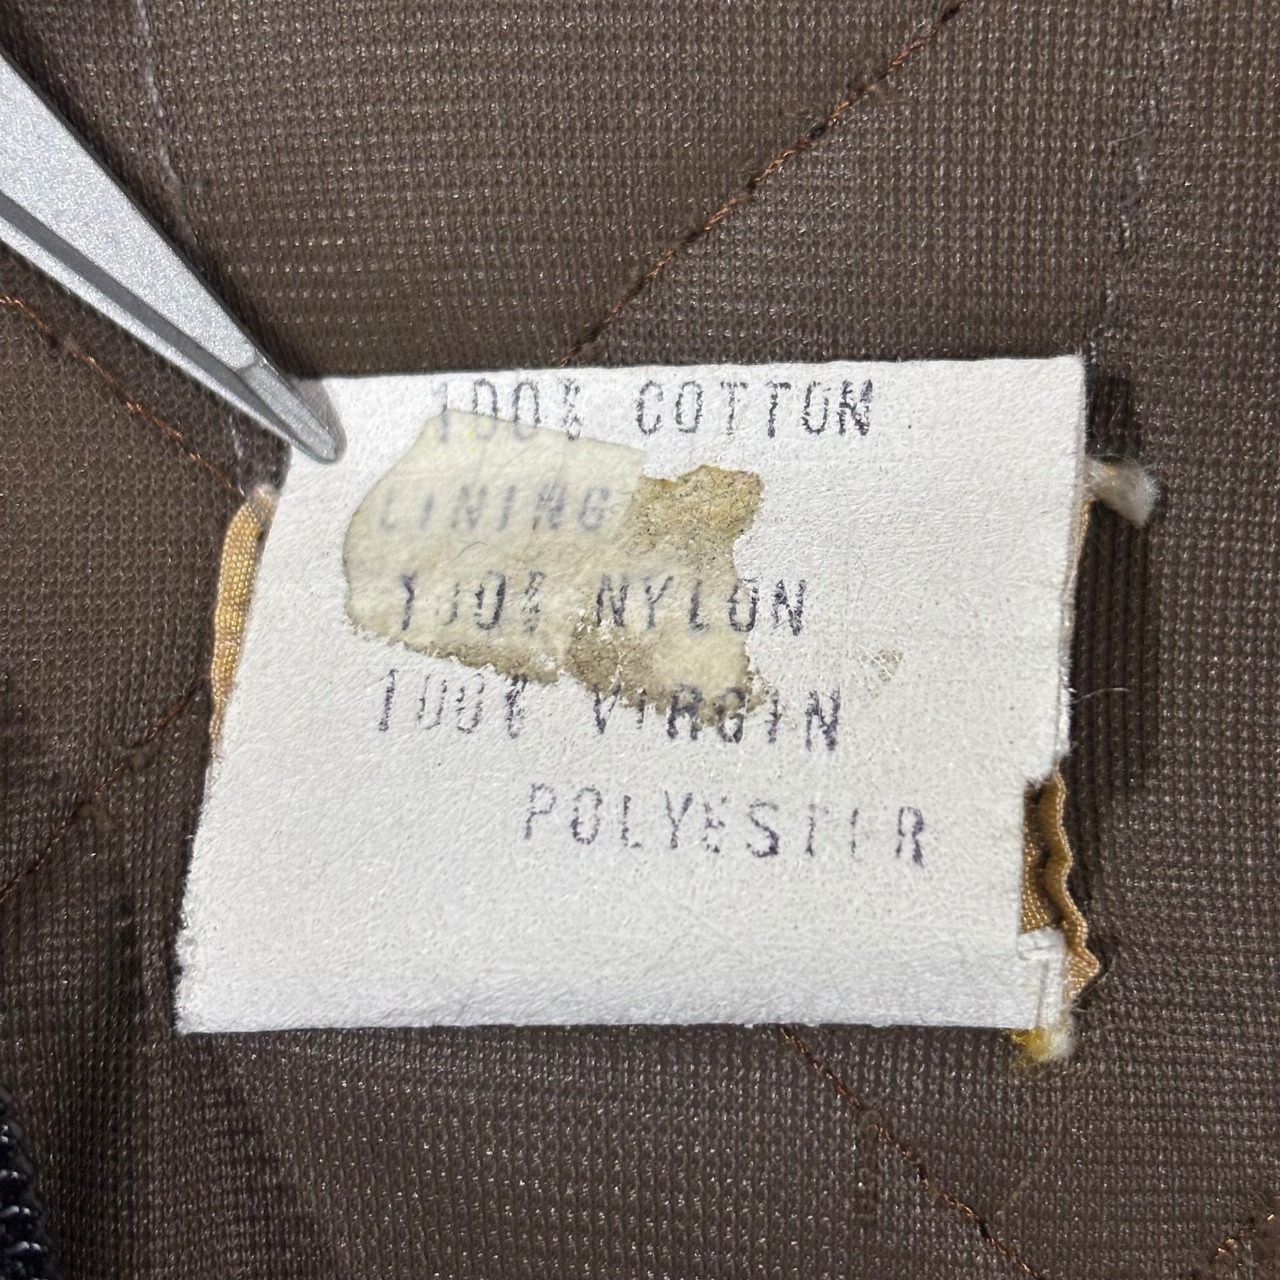 100% COTTON
LINING
100% NYLON
100% VIRGIN
POLYESTER